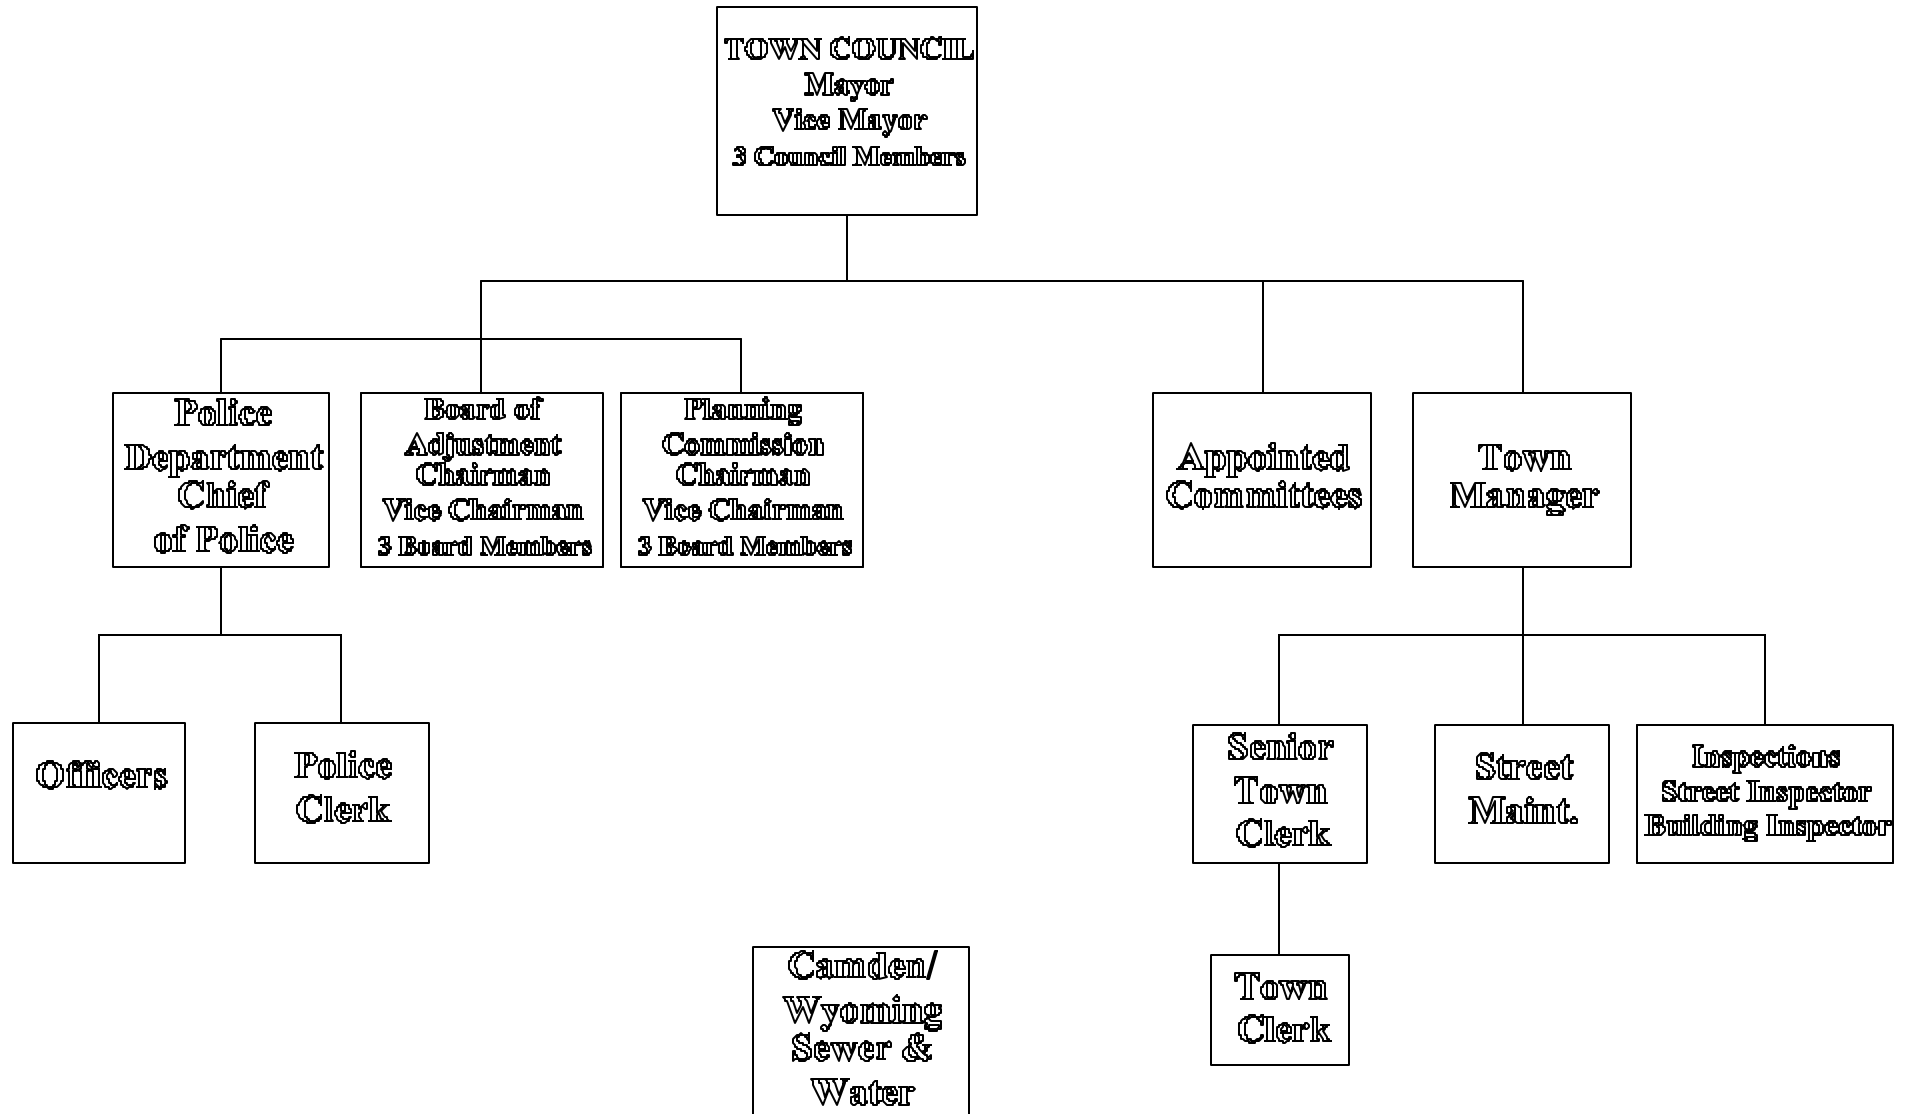 TOWN COUNCIL
Mayor
Vice Mayor
3 Council Members
Police
Department
Chief
of Police
Board of
Adjustment
Chairman
Vice Chairman
3 Board Members
Planning
Commission
Chairman
Vice Chairman
3 Board Members
Appointed
Committees
Town
Manager
Officers
Police
Clerk
Senior
Town
Clerk
Street
Maint.
Inspections
Street Inspector
Building Inspector
Town
Clerk
Camden/
Wyoming
Sewer &
Water